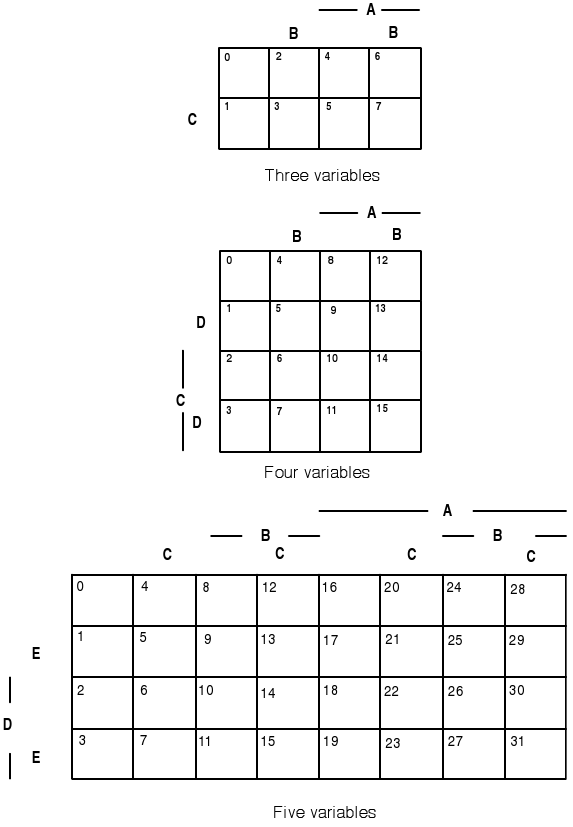 A
B B
0 2 4 6
C
1 3 5 7
Three variables
A
B B
0 4 8 12
D
1 5 9 13
2 6 10 14
C
D
3 7 11 15
Four variables
A
B B
C C C C
0 4 8 12 16 20 24 28
E
1 5 9 13 17 21 25 29
2 6 10 14 18 22 26 30
D
E
3 7 11 15 19 23 27 31
Five variables